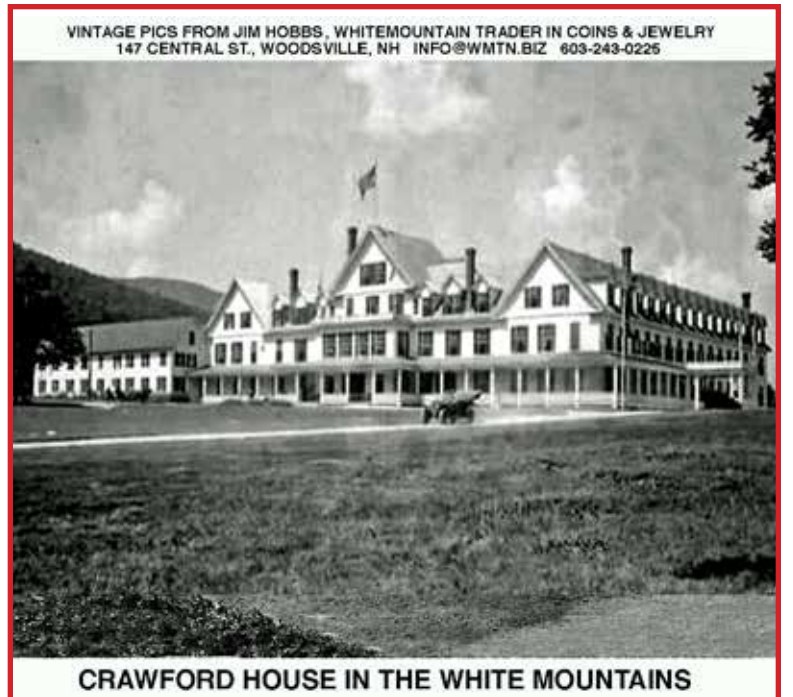 VINTAGE PICS FROM JIM HOBBS, WHITEMOUNTAIN TRADER IN COINS & JEWELRY
147 CENTRAL ST., WOODSVILLE, NH INFO@WMTN.BIZ 603-243-0225
CRAWFORD HOUSE IN THE WHITE MOUNTAINS